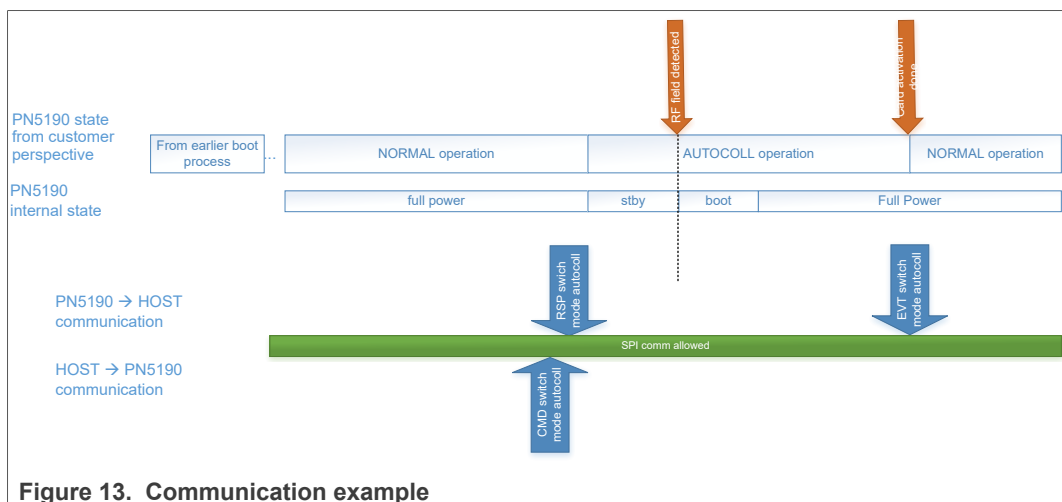 RF field detected
Card activation
done
PN5190 state
from customer
perspective
From earlier boot
process
...
NORMAL operation
AUTOCOLL operation
NORMAL operation
PN5190
internal state
full power
stby
boot
Full Power
RSP swich
mode autocoll
EVT switch
mode autocoll
PN5190 → HOST
communication
SPI comm allowed
HOST → PN5190
communication
CMD switch
mode autocoll
Figure 13. Communication example